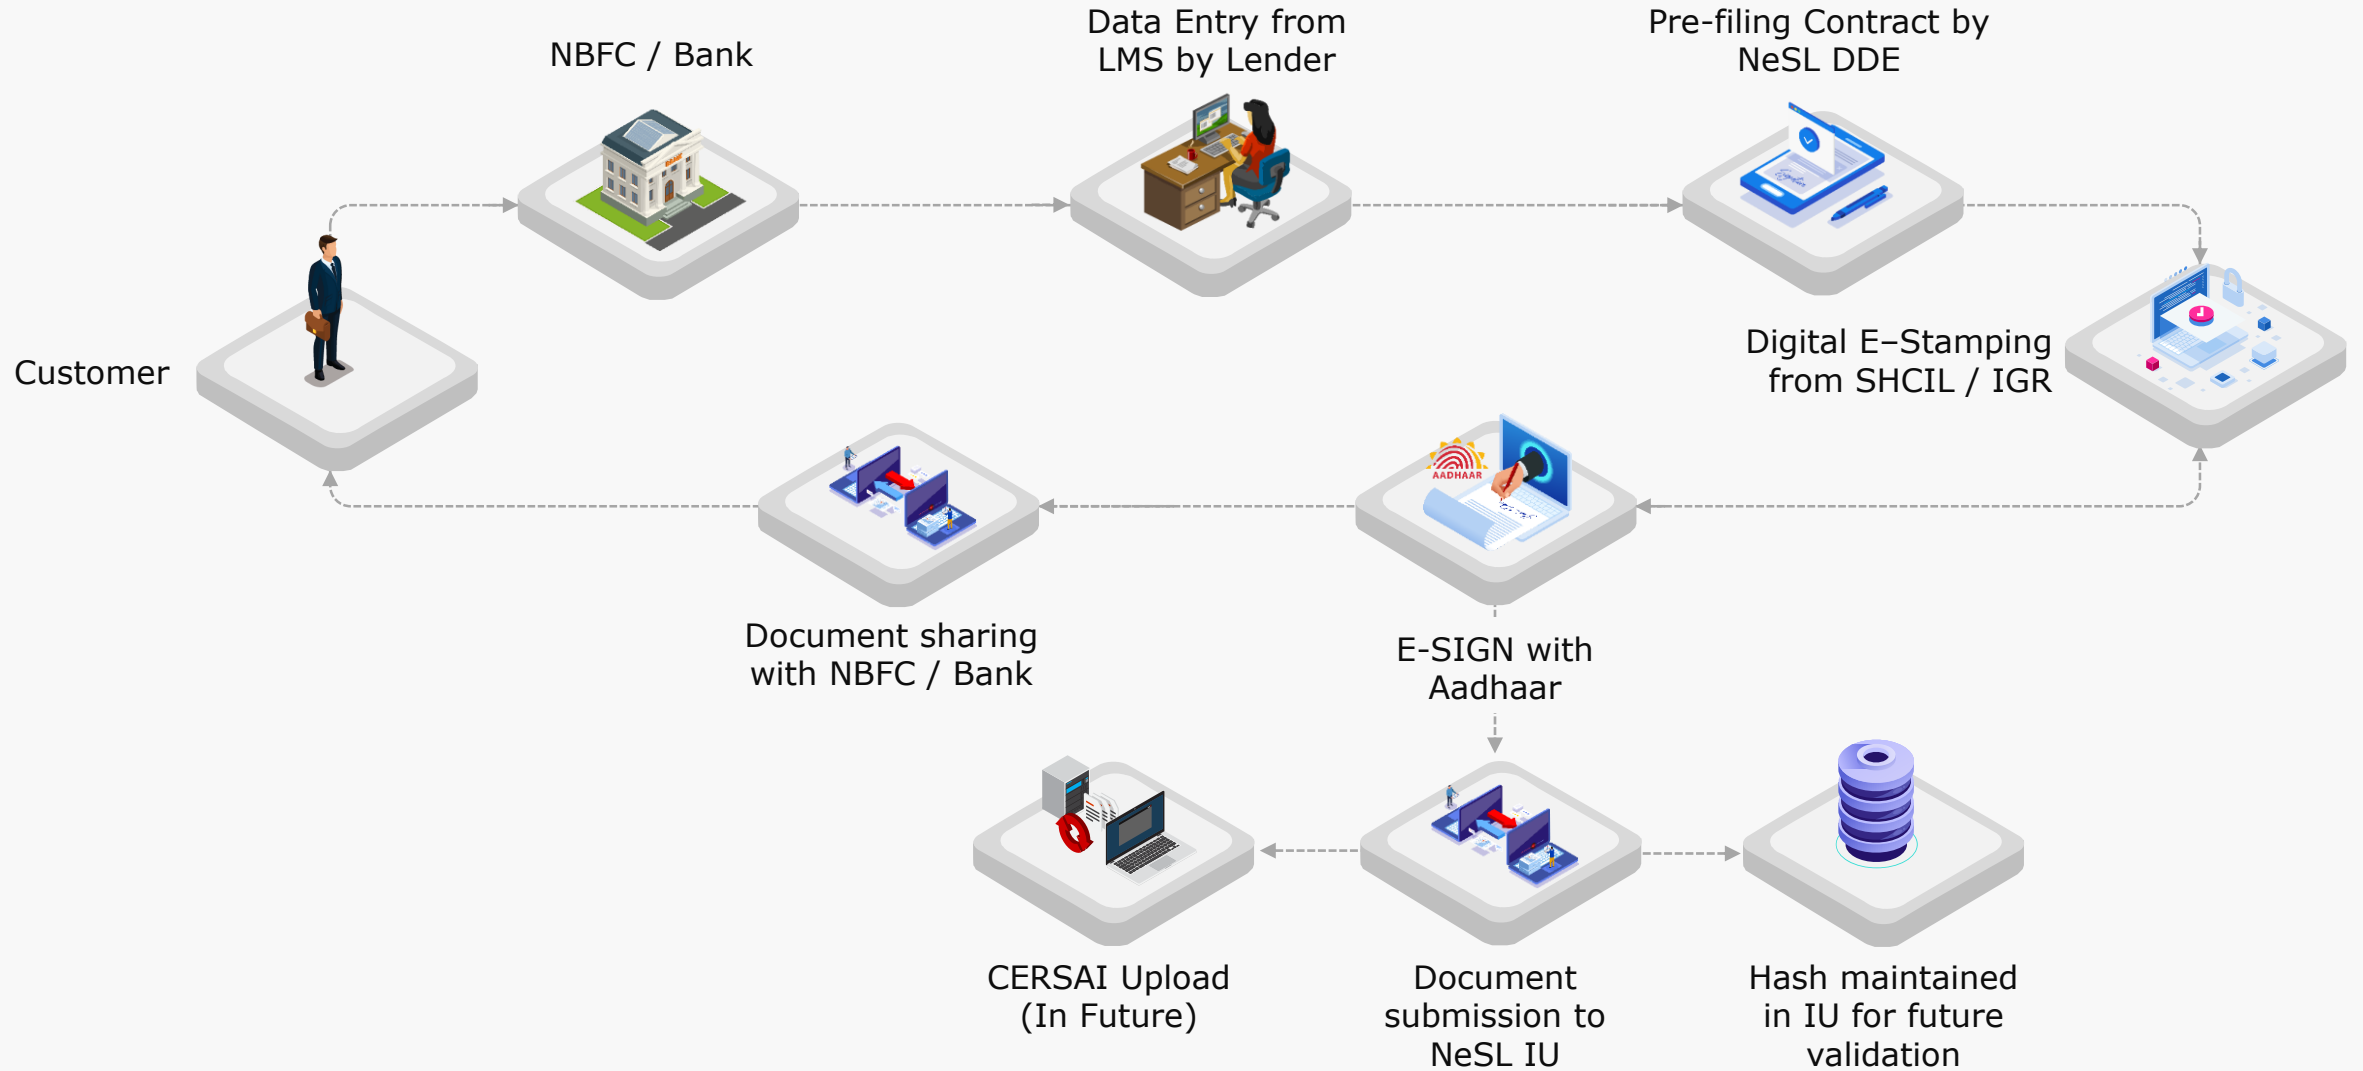 NBFC / Bank
Data Entry from
LMS by Lender
Pre-filing Contract by
NeSL DDE
Customer
Digital E–Stamping
from SHCIL / IGR
AADHAAR
Document sharing
with NBFC / Bank
E-SIGN with
Aadhaar
CERSAI Upload
(In Future)
Document
submission to
NeSL IU
Hash maintained
in IU for future
validation